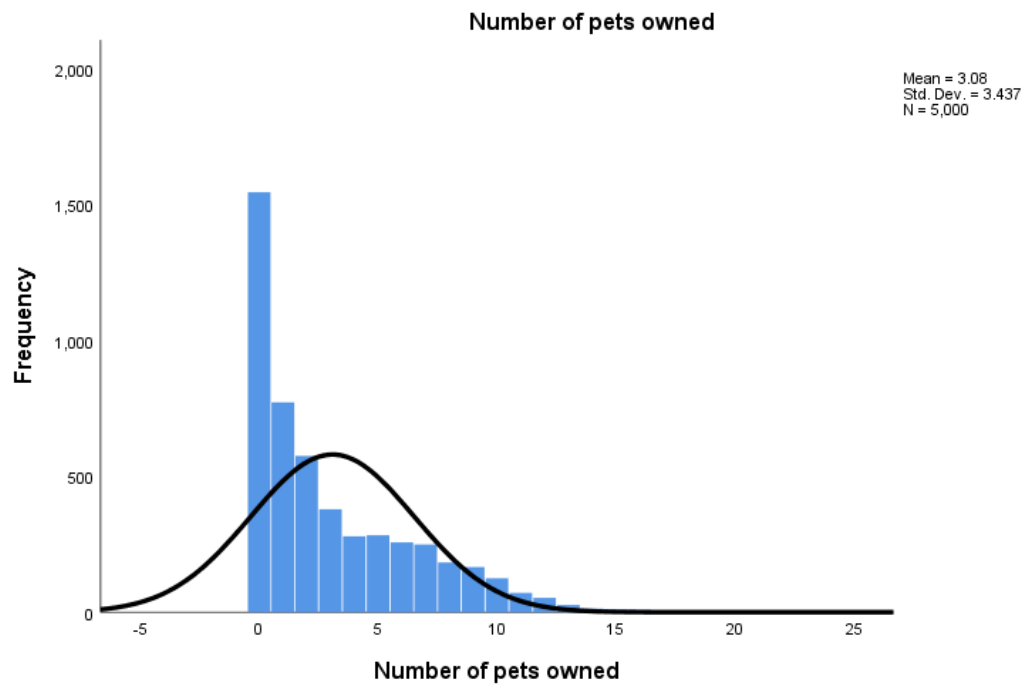 Number of pets owned
Mean = 3.08
Std. Dev. = 3.437
N = 5,000
Frequency
2,000
1,500
1,000
500
0
-5 0 5 10 15 20 25
Number of pets owned